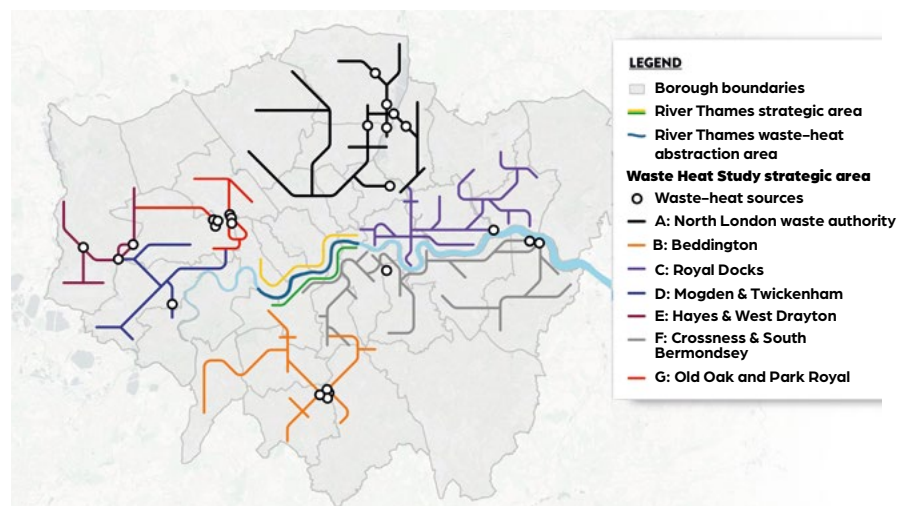 LEGEND
Borough boundaries
River Thames strategic area
River Thames waste-heat
abstraction area
Waste Heat Study strategic area
Waste-heat sources
A: North London waste authority
B: Beddington
C: Royal Docks
D: Mogden & Twickenham
E: Hayes & West Drayton
F: Crossness & South
Bermondsey
G: Old Oak and Park Royal